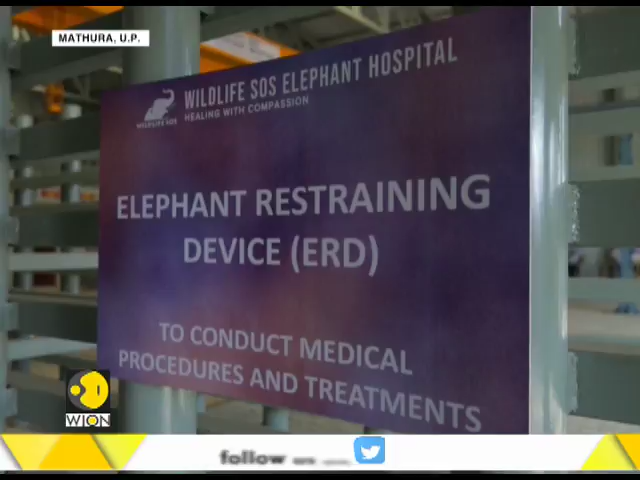 MATHURA, U.P.
WILDLIFE SOS ELEPHANT HOSPITAL
HEALING WITH COMPASSION
WILDLIFE SOS
ELEPHANT RESTRAINING
DEVICE (ERD)
TO CONDUCT MEDICAL
PROCEDURES AND TREATMENTS
WION
follow